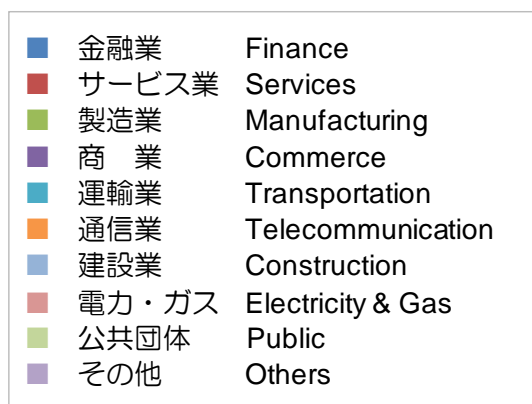 金融業 Finance
サービス業 Services
製造業 Manufacturing
商　業 Commerce
運輸業 Transportation
通信業 Telecommunication
建設業 Construction
電力・ガス Electricity & Gas
公共団体 Public
その他 Others